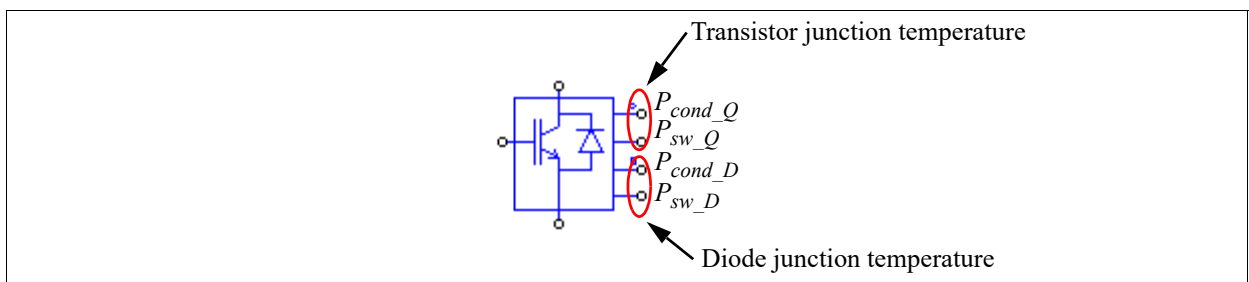 Transistor junction temperature
P_cond_Q
P_sw_Q
P_cond_D
P_sw_D
Diode junction temperature